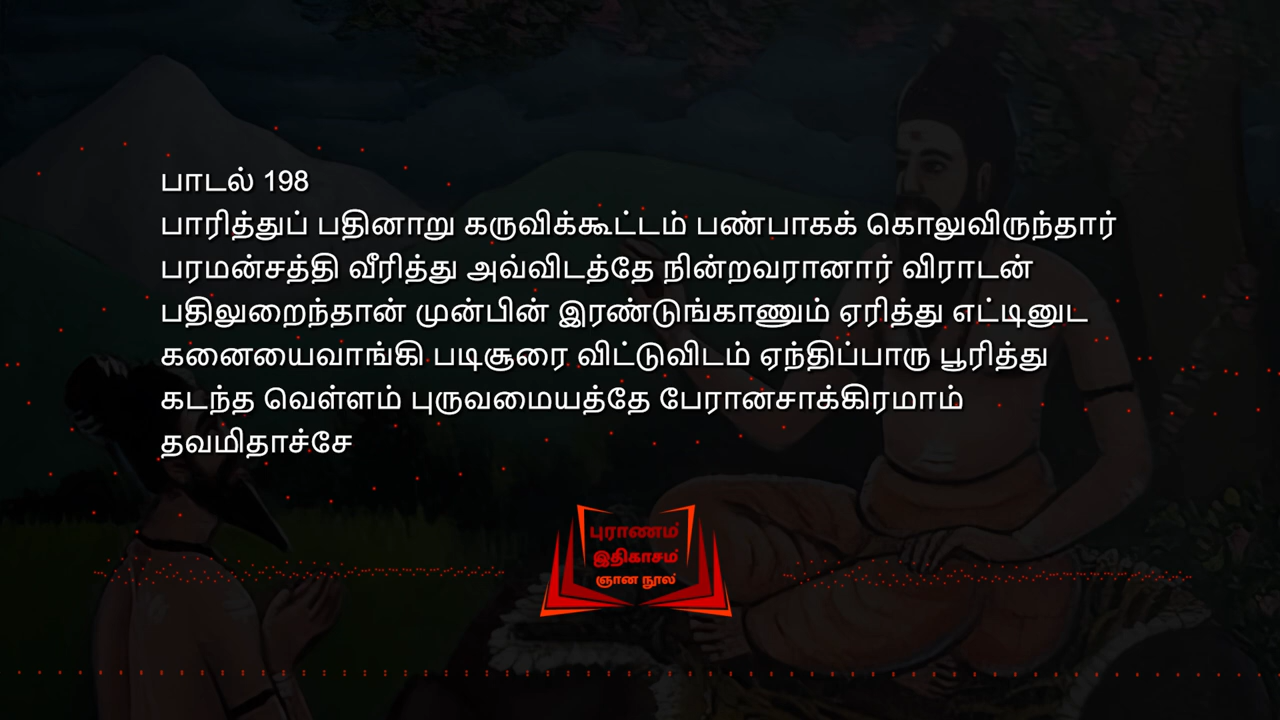 பாடல் 198
பாரித்துப் பதினாறு கருவிக்கூட்டம் பண்பாகக் கொலுவிருந்தார்
பரமன்சத்தி வீரித்து அவ்விடத்தே நின்றவரானார் விராடன்
பதிலுறைந்தான் முன்பின் இரண்டுங்காணும் ஏரித்து எட்டினுட
கனையைவாங்கி படிசூரை விட்டுவிடம் ஏந்திப்பாரு பூரித்து
கடந்த வெள்ளம் புருவமையத்தே பேரானசாக்கிரமாம்
தவமிதாச்சே
புராணம்
இதிகாசம்
ஞான நூல்